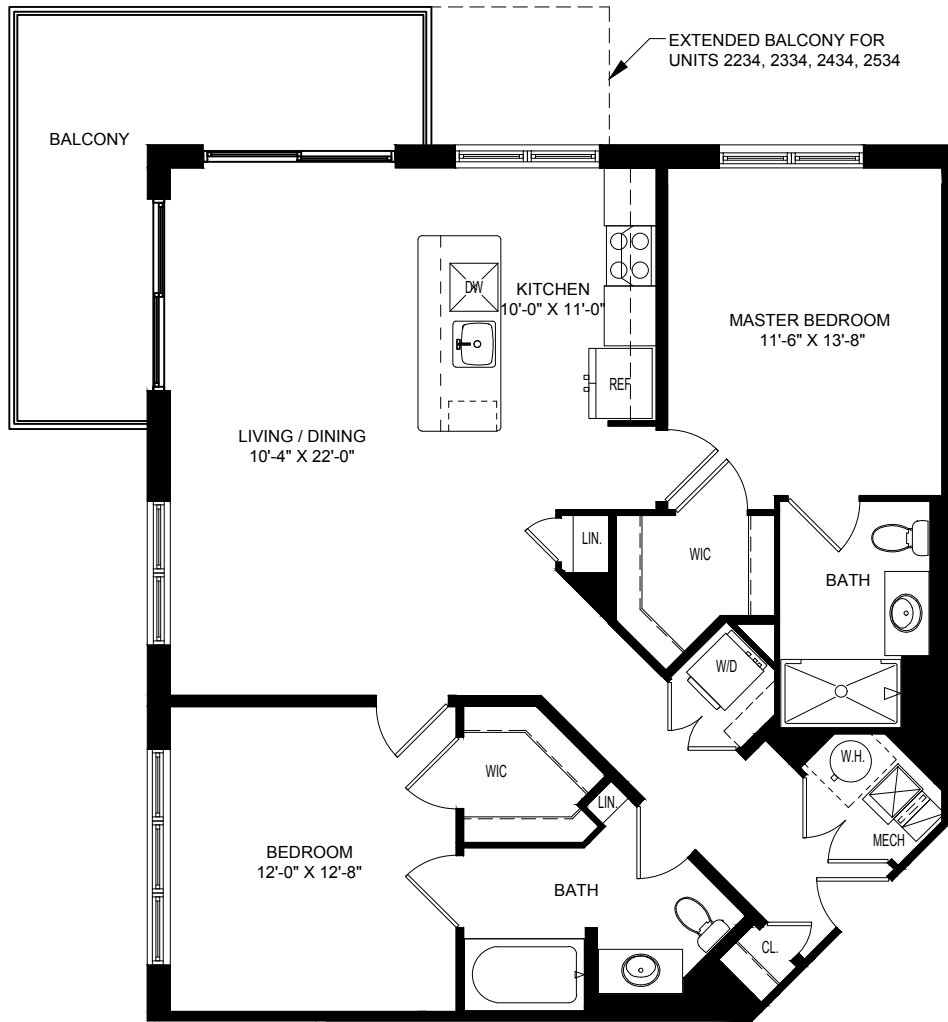 EXTENDED BALCONY FOR
UNITS 2234, 2334, 2434, 2534
BALCONY
DW
KITCHEN
10'-0" X 11'-0"
REF
MASTER BEDROOM
11'-6" X 13'-8"
LIVING / DINING
10'-4" X 22'-0"
LIN.
WIC
BATH
W/D
W.H.
MECH
WIC
LIN.
BEDROOM
12'-0" X 12'-8"
BATH
CL.